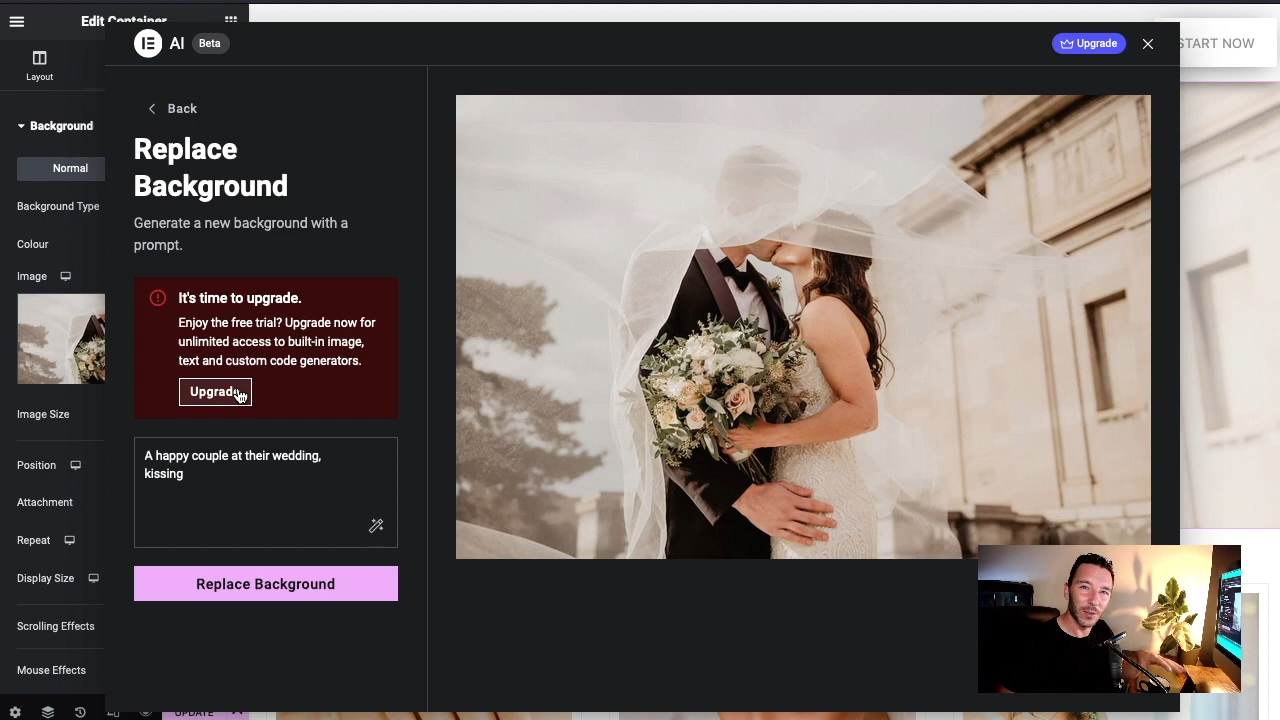 Edit Container
AI
Beta
Upgrade
START NOW
Layout
Back
Background
Replace
Background
Normal
Background Type
Generate a new background with a
prompt.
Colour
Image
It's time to upgrade.
Enjoy the free trial? Upgrade now for
unlimited access to built-in image,
text and custom code generators.
Upgrade
Image Size
A happy couple at their wedding,
kissing
Position
Attachment
Repeat
Display Size
Replace Background
Scrolling Effects
Mouse Effects
UPDATE